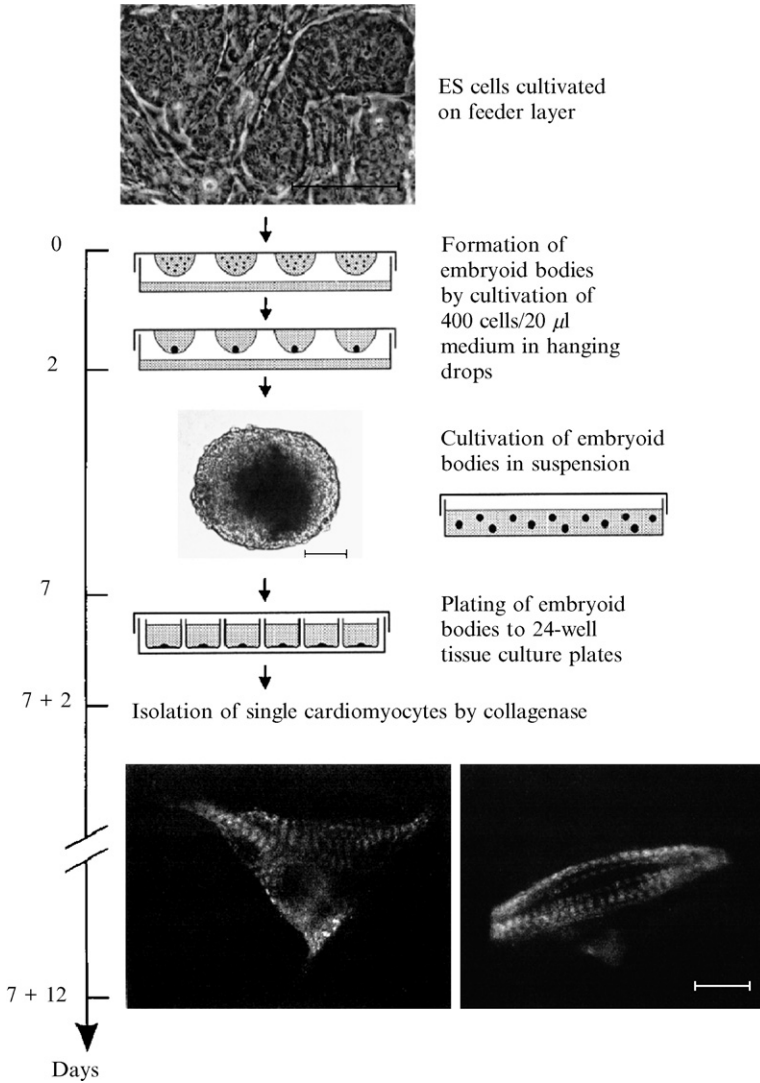 ES cells cultivated
on feeder layer
0
Formation of
embryoid bodies
by cultivation of
400 cells/20 μl
medium in hanging
drops
2
Cultivation of embryoid
bodies in suspension
7
Plating of embryoid
bodies to 24-well
tissue culture plates
7 + 2
Isolation of single cardiomyocytes by collagenase
7 + 12
Days